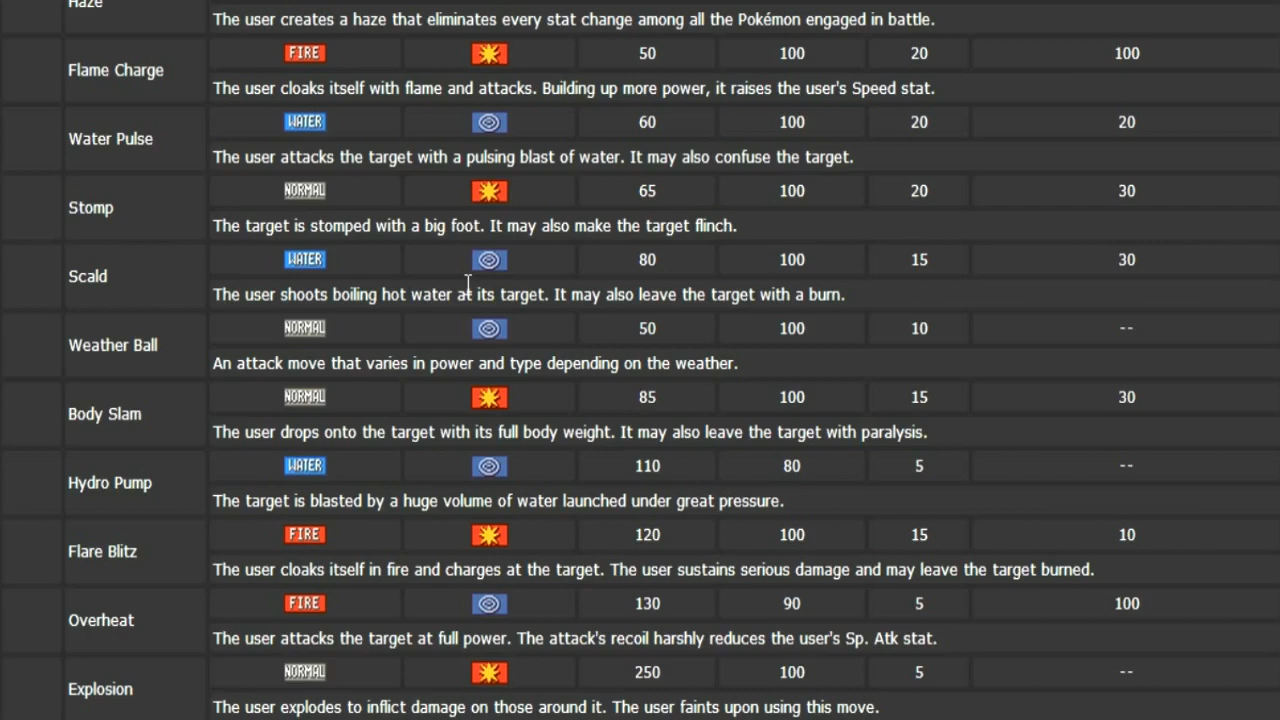 Haze
The user creates a haze that eliminates every stat change among all the Pokémon engaged in battle.
Flame Charge FIRE 50 100 20 100
The user cloaks itself with flame and attacks. Building up more power, it raises the user's Speed stat.
Water Pulse WATER 60 100 20 20
The user attacks the target with a pulsing blast of water. It may also confuse the target.
Stomp NORMAL 65 100 20 30
The target is stomped with a big foot. It may also make the target flinch.
Scald WATER 80 100 15 30
The user shoots boiling hot water at its target. It may also leave the target with a burn.
Weather Ball NORMAL 50 100 10 --
An attack move that varies in power and type depending on the weather.
Body Slam NORMAL 85 100 15 30
The user drops onto the target with its full body weight. It may also leave the target with paralysis.
Hydro Pump WATER 110 80 5 --
The target is blasted by a huge volume of water launched under great pressure.
Flare Blitz FIRE 120 100 15 10
The user cloaks itself in fire and charges at the target. The user sustains serious damage and may leave the target burned.
Overheat FIRE 130 90 5 100
The user attacks the target at full power. The attack's recoil harshly reduces the user's Sp. Atk stat.
Explosion NORMAL 250 100 5 --
The user explodes to inflict damage on those around it. The user faints upon using this move.